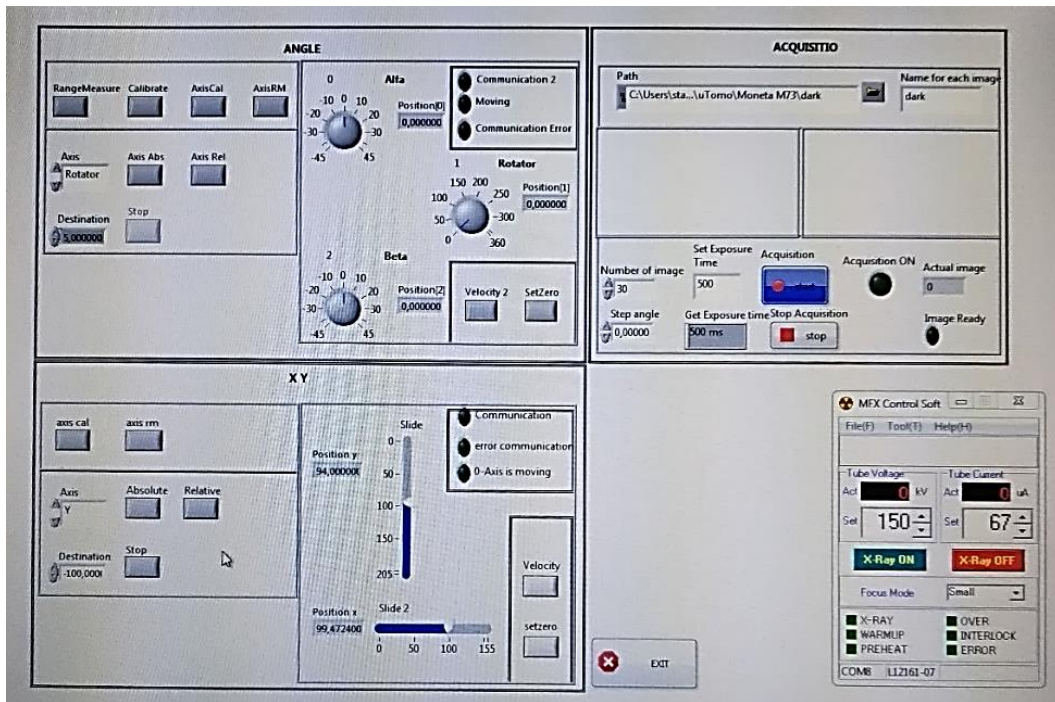 ANGLE
RangeMeasure Calibrate AxisCal AxisRM
Axis Axis Abs Axis Rel
Rotator
Destination Stop
5,000000
0 Alta
-10 0 10
-20 20
-30 -30
-45 45
Position[0]
0,000000
Communication 2
Moving
Communication Error
1 Rotator
150 200
100 250
50 -300
0 360
Position[1]
0,000000
2 Beta
-10 0 10
-20 20
-30 -30
-45 45
Position[2]
0,000000
Velocity 2 SetZero
ACQUISITIO
Path Name for each image
C:\Users\sta...\uTomo\Moneta M73\dark dark
Number of image
30
Set Exposure
Time
500
Acquisition
start
Acquisition ON
Actual image
0
Step angle
0,00000
Get Exposure time
500 ms
Stop Acquisition
stop
Image Ready
X Y
axis cal axis rm
Axis Absolute Relative
Y
Destination Stop
-100,000
Position y
94,000000
Slide
0-
50-
100-
150-
205-
Communication
error communication
0-Axis is moving
Position x Slide 2
99,472400
0 50 100 155
Velocity
setzero
EXIT
MFX Control Soft
File(F) Tool(T) Help(H)
Tube Voltage Tube Current
Act 0 kV Act 0 uA
Set 150 Set 67
X-Ray ON X-Ray OFF
Focus Mode Small
X-RAY OVER
WARMUP INTERLOCK
PREHEAT ERROR
COM8 L12161-07